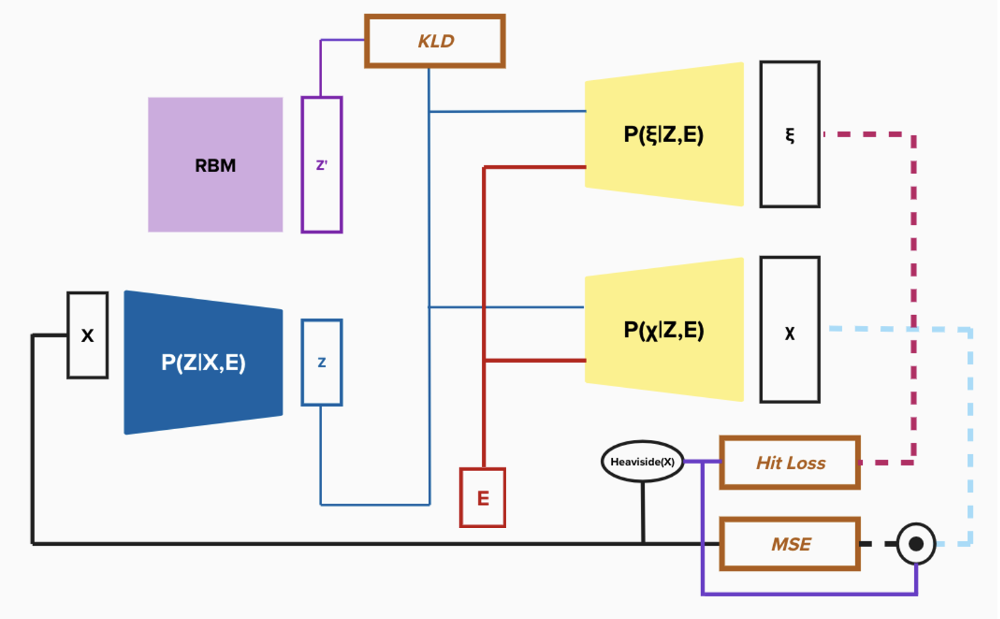 KLD
P(ξ|Z,E)
ξ
RBM
Z'
X
P(Z|X,E)
Z
P(χ|Z,E)
χ
Heaviside(X)
Hit Loss
E
MSE